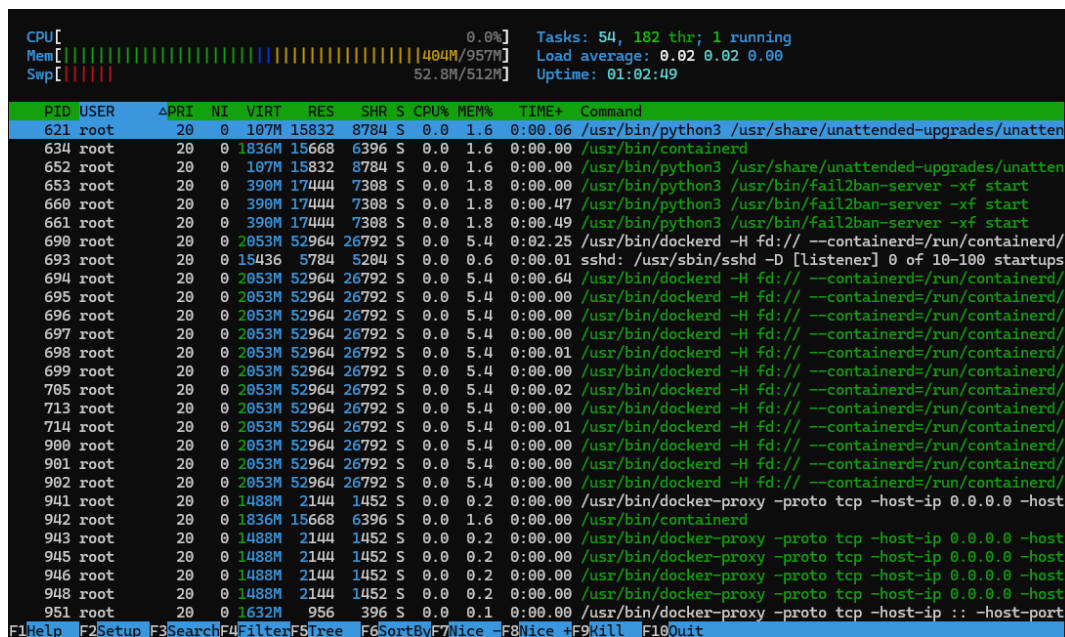 CPU[ 0.0%] Tasks: 54, 182 thr; 1 running
Mem[||||||||||||||||||||||||||||||||||||||||404M/957M] Load average: 0.02 0.02 0.00
Swp[|||||| 52.8M/512M] Uptime: 01:02:49
PID USER △PRI NI VIRT RES SHR S CPU% MEM% TIME+ Command
621 root 20 0 107M 15832 8784 S 0.0 1.6 0:00.06 /usr/bin/python3 /usr/share/unattended-upgrades/unatten
634 root 20 0 1836M 15668 6396 S 0.0 1.6 0:00.00 /usr/bin/containerd
652 root 20 0 107M 15832 8784 S 0.0 1.6 0:00.00 /usr/bin/python3 /usr/share/unattended-upgrades/unatten
653 root 20 0 390M 17444 7308 S 0.0 1.8 0:00.00 /usr/bin/python3 /usr/bin/fail2ban-server -xf start
660 root 20 0 390M 17444 7308 S 0.0 1.8 0:00.47 /usr/bin/python3 /usr/bin/fail2ban-server -xf start
661 root 20 0 390M 17444 7308 S 0.0 1.8 0:00.49 /usr/bin/python3 /usr/bin/fail2ban-server -xf start
690 root 20 0 2053M 52964 26792 S 0.0 5.4 0:02.25 /usr/bin/dockerd -H fd:// --containerd=/run/containerd/
693 root 20 0 15436 5784 5204 S 0.0 0.6 0:00.01 sshd: /usr/sbin/sshd -D [listener] 0 of 10-100 startups
694 root 20 0 2053M 52964 26792 S 0.0 5.4 0:00.64 /usr/bin/dockerd -H fd:// --containerd=/run/containerd/
695 root 20 0 2053M 52964 26792 S 0.0 5.4 0:00.00 /usr/bin/dockerd -H fd:// --containerd=/run/containerd/
696 root 20 0 2053M 52964 26792 S 0.0 5.4 0:00.00 /usr/bin/dockerd -H fd:// --containerd=/run/containerd/
697 root 20 0 2053M 52964 26792 S 0.0 5.4 0:00.00 /usr/bin/dockerd -H fd:// --containerd=/run/containerd/
698 root 20 0 2053M 52964 26792 S 0.0 5.4 0:00.01 /usr/bin/dockerd -H fd:// --containerd=/run/containerd/
699 root 20 0 2053M 52964 26792 S 0.0 5.4 0:00.00 /usr/bin/dockerd -H fd:// --containerd=/run/containerd/
705 root 20 0 2053M 52964 26792 S 0.0 5.4 0:00.02 /usr/bin/dockerd -H fd:// --containerd=/run/containerd/
713 root 20 0 2053M 52964 26792 S 0.0 5.4 0:00.00 /usr/bin/dockerd -H fd:// --containerd=/run/containerd/
714 root 20 0 2053M 52964 26792 S 0.0 5.4 0:00.01 /usr/bin/dockerd -H fd:// --containerd=/run/containerd/
900 root 20 0 2053M 52964 26792 S 0.0 5.4 0:00.00 /usr/bin/dockerd -H fd:// --containerd=/run/containerd/
901 root 20 0 2053M 52964 26792 S 0.0 5.4 0:00.00 /usr/bin/dockerd -H fd:// --containerd=/run/containerd/
902 root 20 0 2053M 52964 26792 S 0.0 5.4 0:00.00 /usr/bin/dockerd -H fd:// --containerd=/run/containerd/
941 root 20 0 1488M 2144 1452 S 0.0 0.2 0:00.00 /usr/bin/docker-proxy -proto tcp -host-ip 0.0.0.0 -host
942 root 20 0 1836M 15668 6396 S 0.0 1.6 0:00.00 /usr/bin/containerd
943 root 20 0 1488M 2144 1452 S 0.0 0.2 0:00.00 /usr/bin/docker-proxy -proto tcp -host-ip 0.0.0.0 -host
945 root 20 0 1488M 2144 1452 S 0.0 0.2 0:00.00 /usr/bin/docker-proxy -proto tcp -host-ip 0.0.0.0 -host
946 root 20 0 1488M 2144 1452 S 0.0 0.2 0:00.00 /usr/bin/docker-proxy -proto tcp -host-ip 0.0.0.0 -host
948 root 20 0 1488M 2144 1452 S 0.0 0.2 0:00.00 /usr/bin/docker-proxy -proto tcp -host-ip 0.0.0.0 -host
951 root 20 0 1632M 956 396 S 0.0 0.1 0:00.00 /usr/bin/docker-proxy -proto tcp -host-ip :: -host-port
F1Help F2Setup F3SearchF4FilterF5Tree F6SortByF7Nice -F8Nice +F9Kill F10Quit